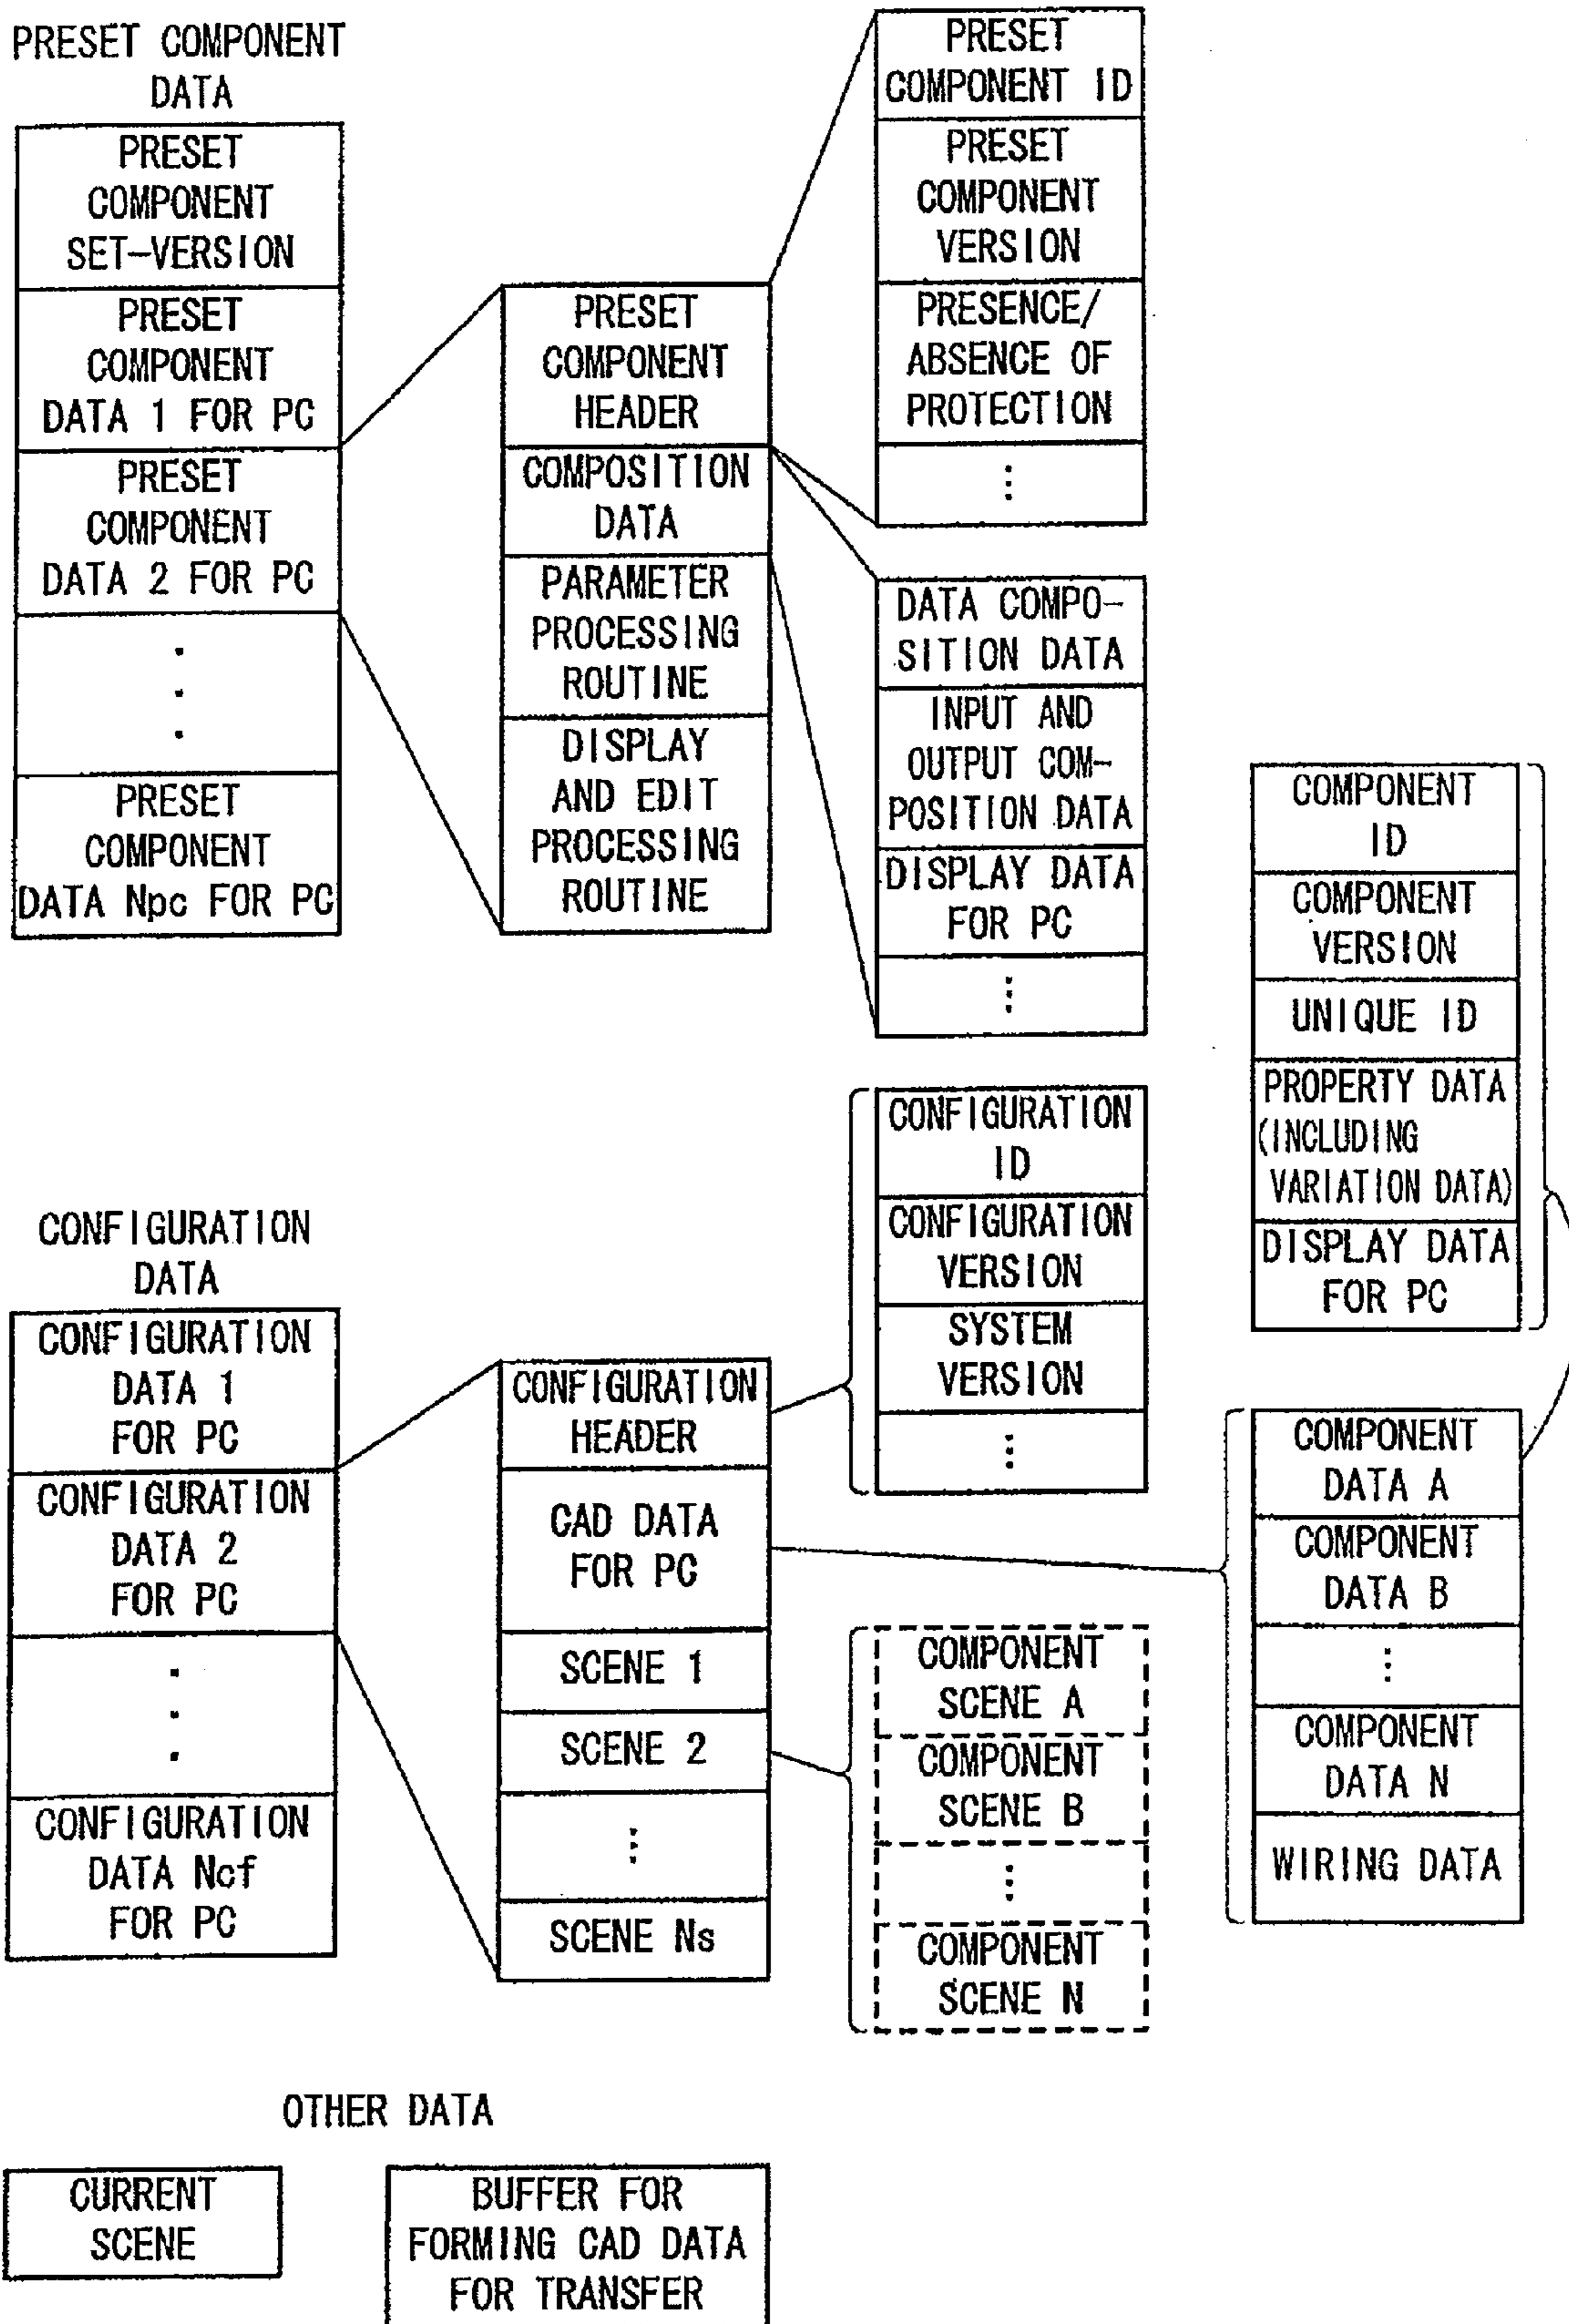 PRESET COMPONENT
DATA
PRESET
COMPONENT
SET-VERSION
PRESET
COMPONENT
DATA 1 FOR PC
PRESET
COMPONENT
DATA 2 FOR PC
PRESET
COMPONENT
DATA Npc FOR PC
PRESET
COMPONENT
HEADER
COMPOSITION
DATA
PARAMETER
PROCESSING
ROUTINE
DISPLAY
AND EDIT
PROCESSING
ROUTINE
PRESET
COMPONENT ID
PRESET
COMPONENT
VERSION
PRESENCE/
ABSENCE OF
PROTECTION
DATA COMPO-
SITION DATA
INPUT AND
OUTPUT COM-
POSITION DATA
DISPLAY DATA
FOR PC
COMPONENT
ID
COMPONENT
VERSION
UNIQUE ID
PROPERTY DATA
(INCLUDING
VARIATION DATA)
DISPLAY DATA
FOR PC
CONFIGURATION
DATA
CONFIGURATION
DATA 1
FOR PC
CONFIGURATION
DATA 2
FOR PC
CONFIGURATION
DATA Ncf
FOR PC
CONFIGURATION
HEADER
CAD DATA
FOR PC
SCENE 1
SCENE 2
SCENE Ns
CONFIGURATION
ID
CONFIGURATION
VERSION
SYSTEM
VERSION
COMPONENT
SCENE A
COMPONENT
SCENE B
COMPONENT
SCENE N
COMPONENT
DATA A
COMPONENT
DATA B
COMPONENT
DATA N
WIRING DATA
OTHER DATA
CURRENT
SCENE
BUFFER FOR
FORMING CAD DATA
FOR TRANSFER